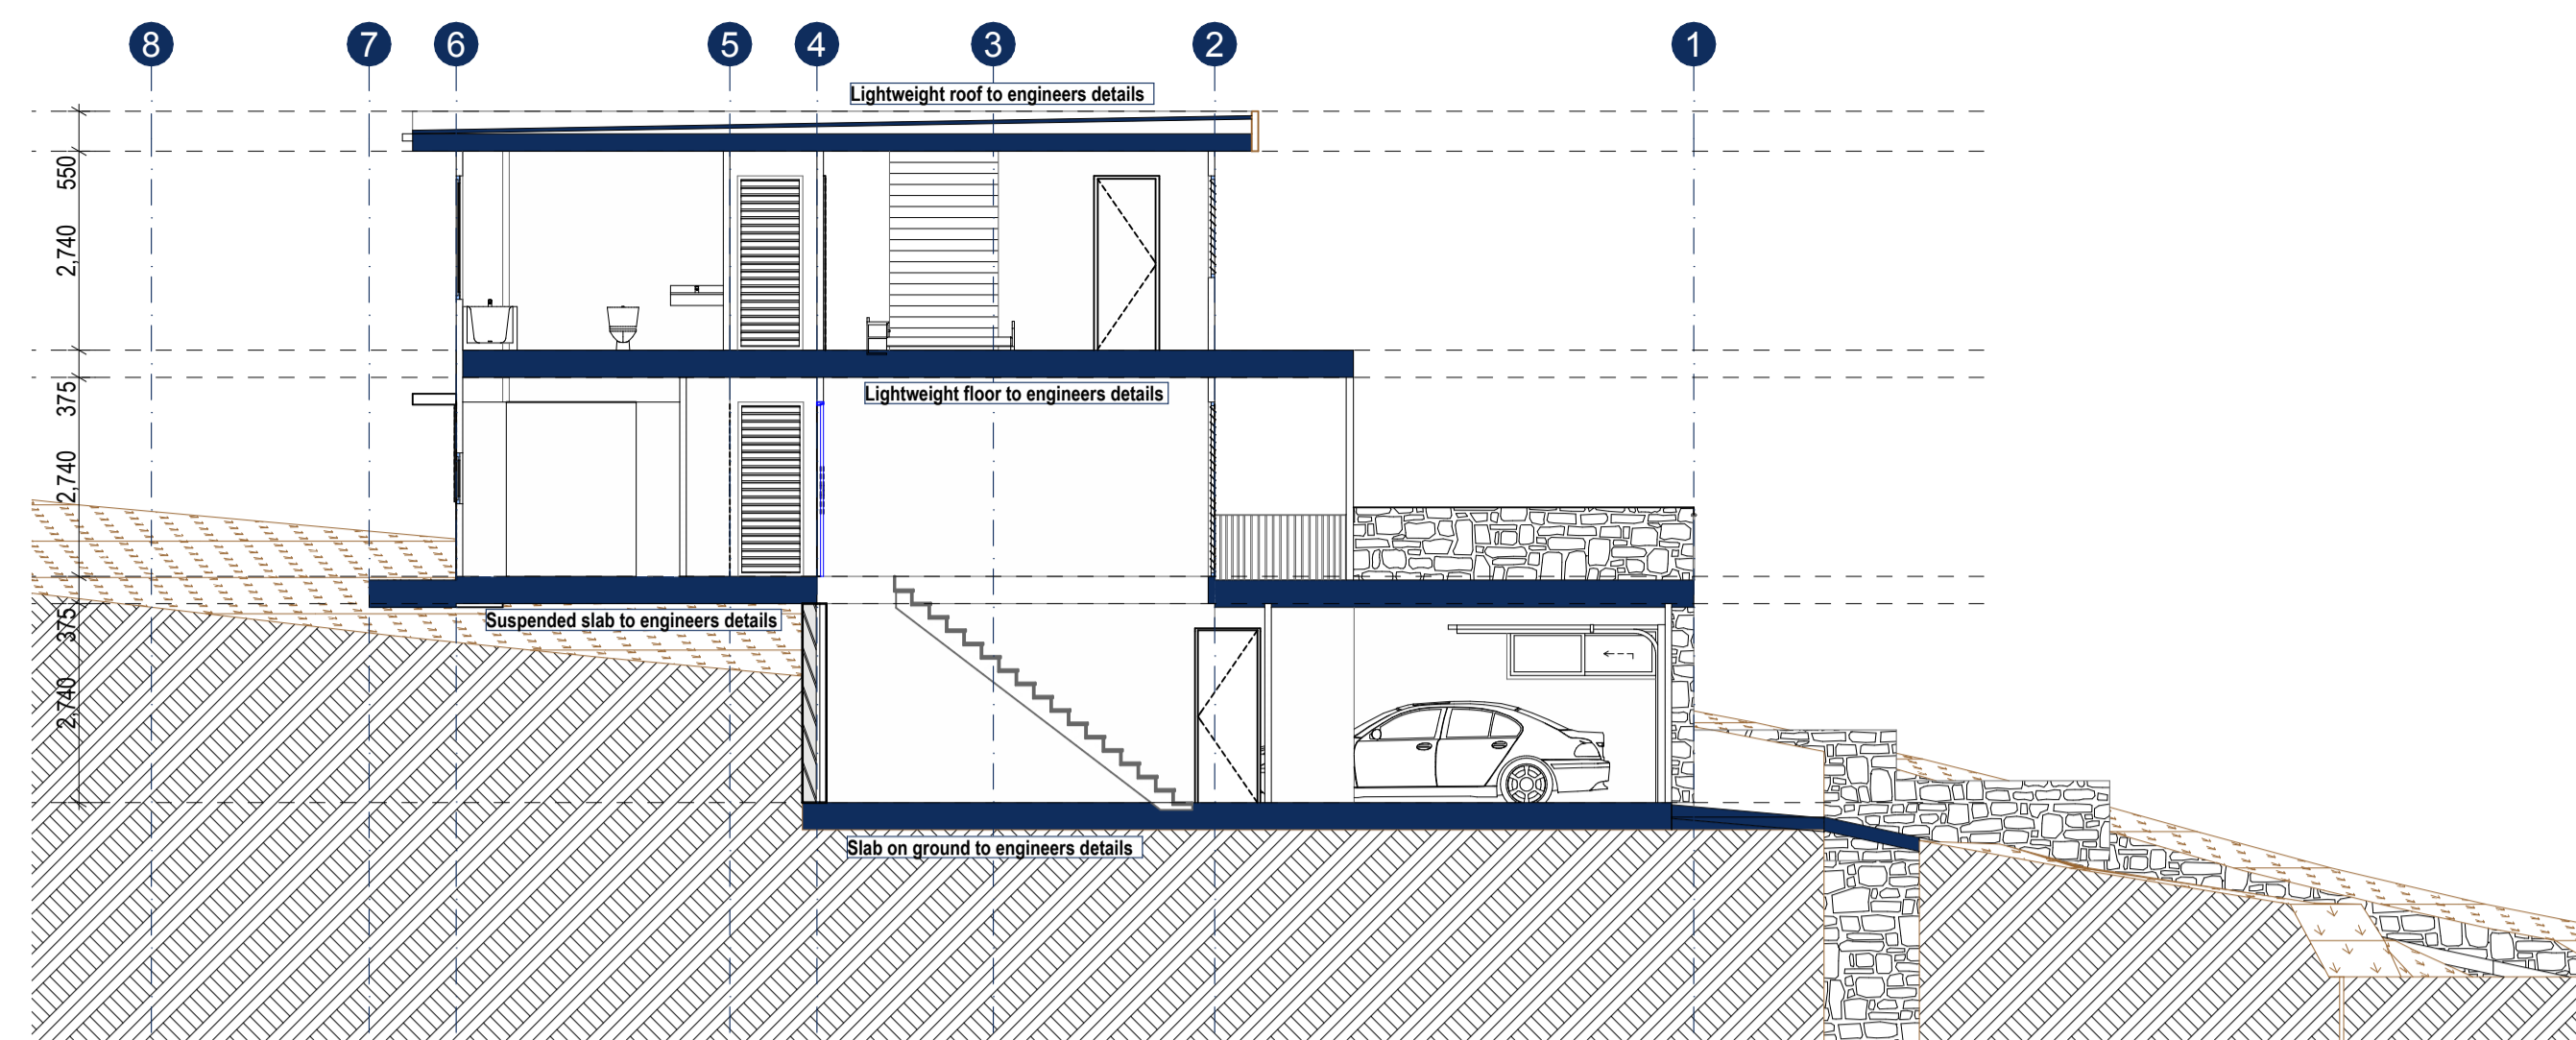 8 7 6 5 4 3 2 1
Lightweight roof to engineers details
550
2,740
375
Lightweight floor to engineers details
2,740
375
Suspended slab to engineers details
2,740
Slab on ground to engineers details